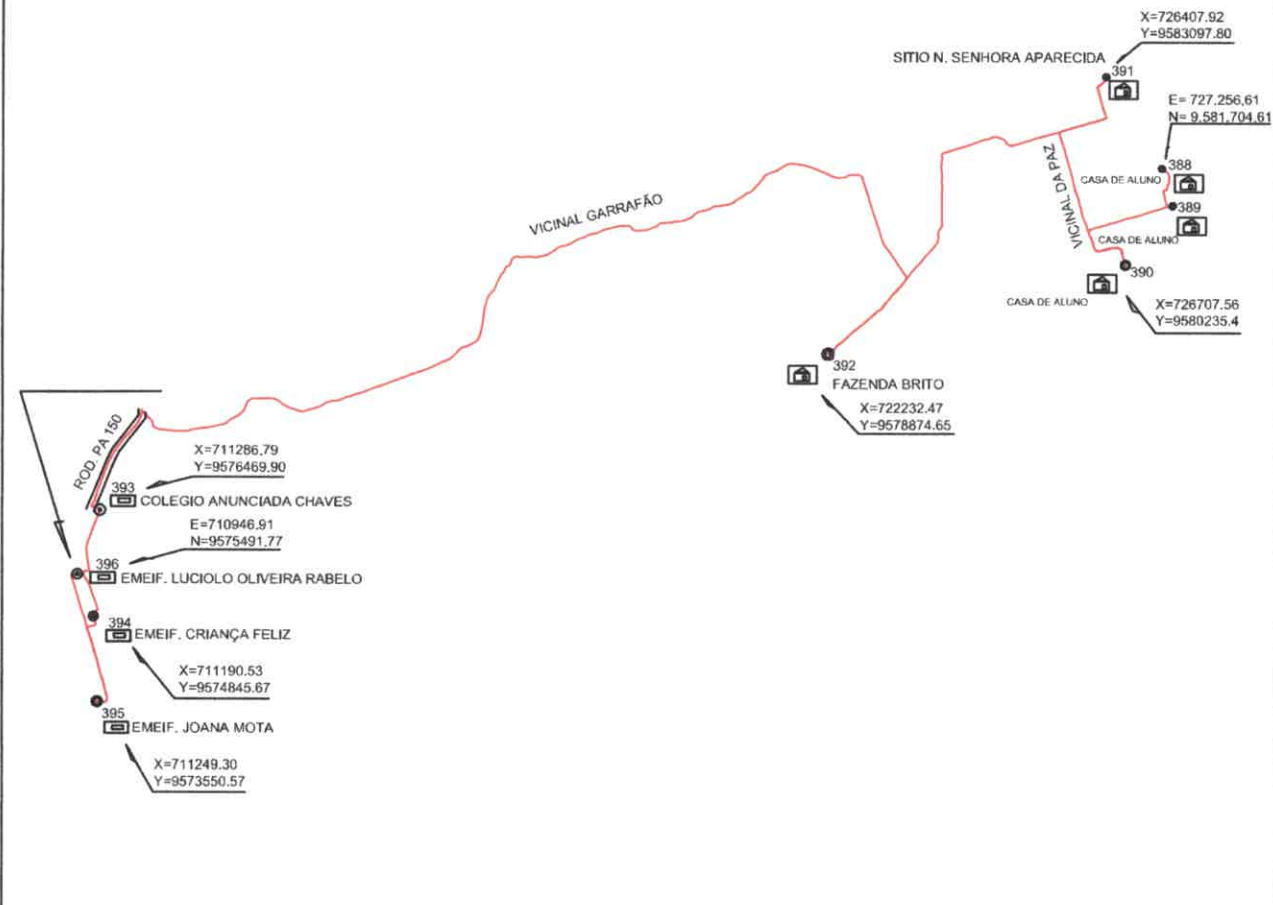 X=726407.92
Y=9583097.80
SITIO N. SENHORA APARECIDA
391
E= 727.256,61
N= 9.581.704,61
388
CASA DE ALUNO
389
CASA DE ALUNO
VICINAL DA PAZ
390
CASA DE ALUNO
X=726707.56
Y=9580235.4
VICINAL GARRAFÃO
392
FAZENDA BRITO
X=722232.47
Y=9578874.65
ROD. PA 150
X=711286,79
Y=9576469,90
393
COLEGIO ANUNCIADA CHAVES
E=710946.91
N=9575491,77
396
EMEIF. LUCIOLO OLIVEIRA RABELO
394
EMEIF. CRIANÇA FELIZ
X=711190.53
Y=9574845.67
395
EMEIF. JOANA MOTA
X=711249.30
Y=9573550.57